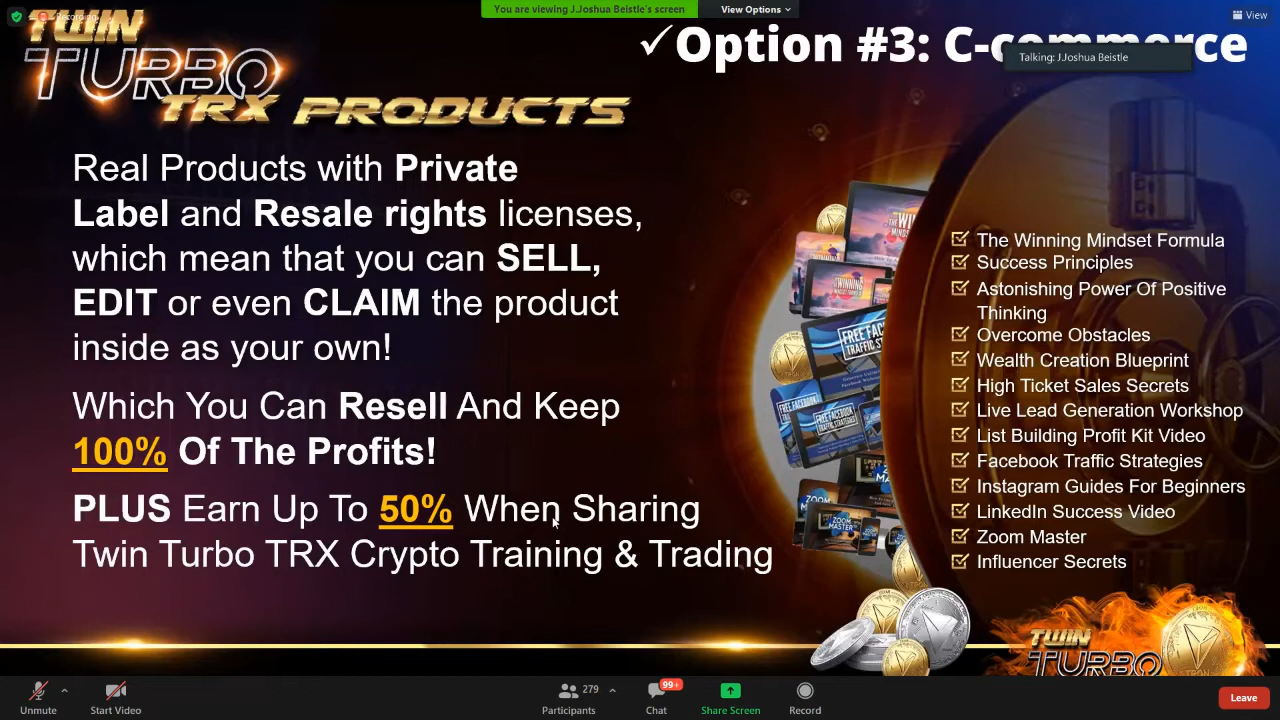 Recording
You are viewing J.Joshua Beistle's screen
View Options
View
TWIN
TURBO
TRX PRODUCTS
✓Option #3: C-commerce
Talking: J.Joshua Beistle
Real Products with Private
Label and Resale rights licenses,
which mean that you can SELL,
EDIT or even CLAIM the product
inside as your own!
Which You Can Resell And Keep
100% Of The Profits!
PLUS Earn Up To 50% When Sharing
Twin Turbo TRX Crypto Training & Trading
The Winning Mindset Formula
Success Principles
Astonishing Power Of Positive
Thinking
Overcome Obstacles
Wealth Creation Blueprint
High Ticket Sales Secrets
Live Lead Generation Workshop
List Building Profit Kit Video
Facebook Traffic Strategies
Instagram Guides For Beginners
LinkedIn Success Video
Zoom Master
Influencer Secrets
ZOOM
MASTER
TWIN
TURBO
Unmute
Start Video
279
Participants
99+
Chat
Share Screen
Record
Leave